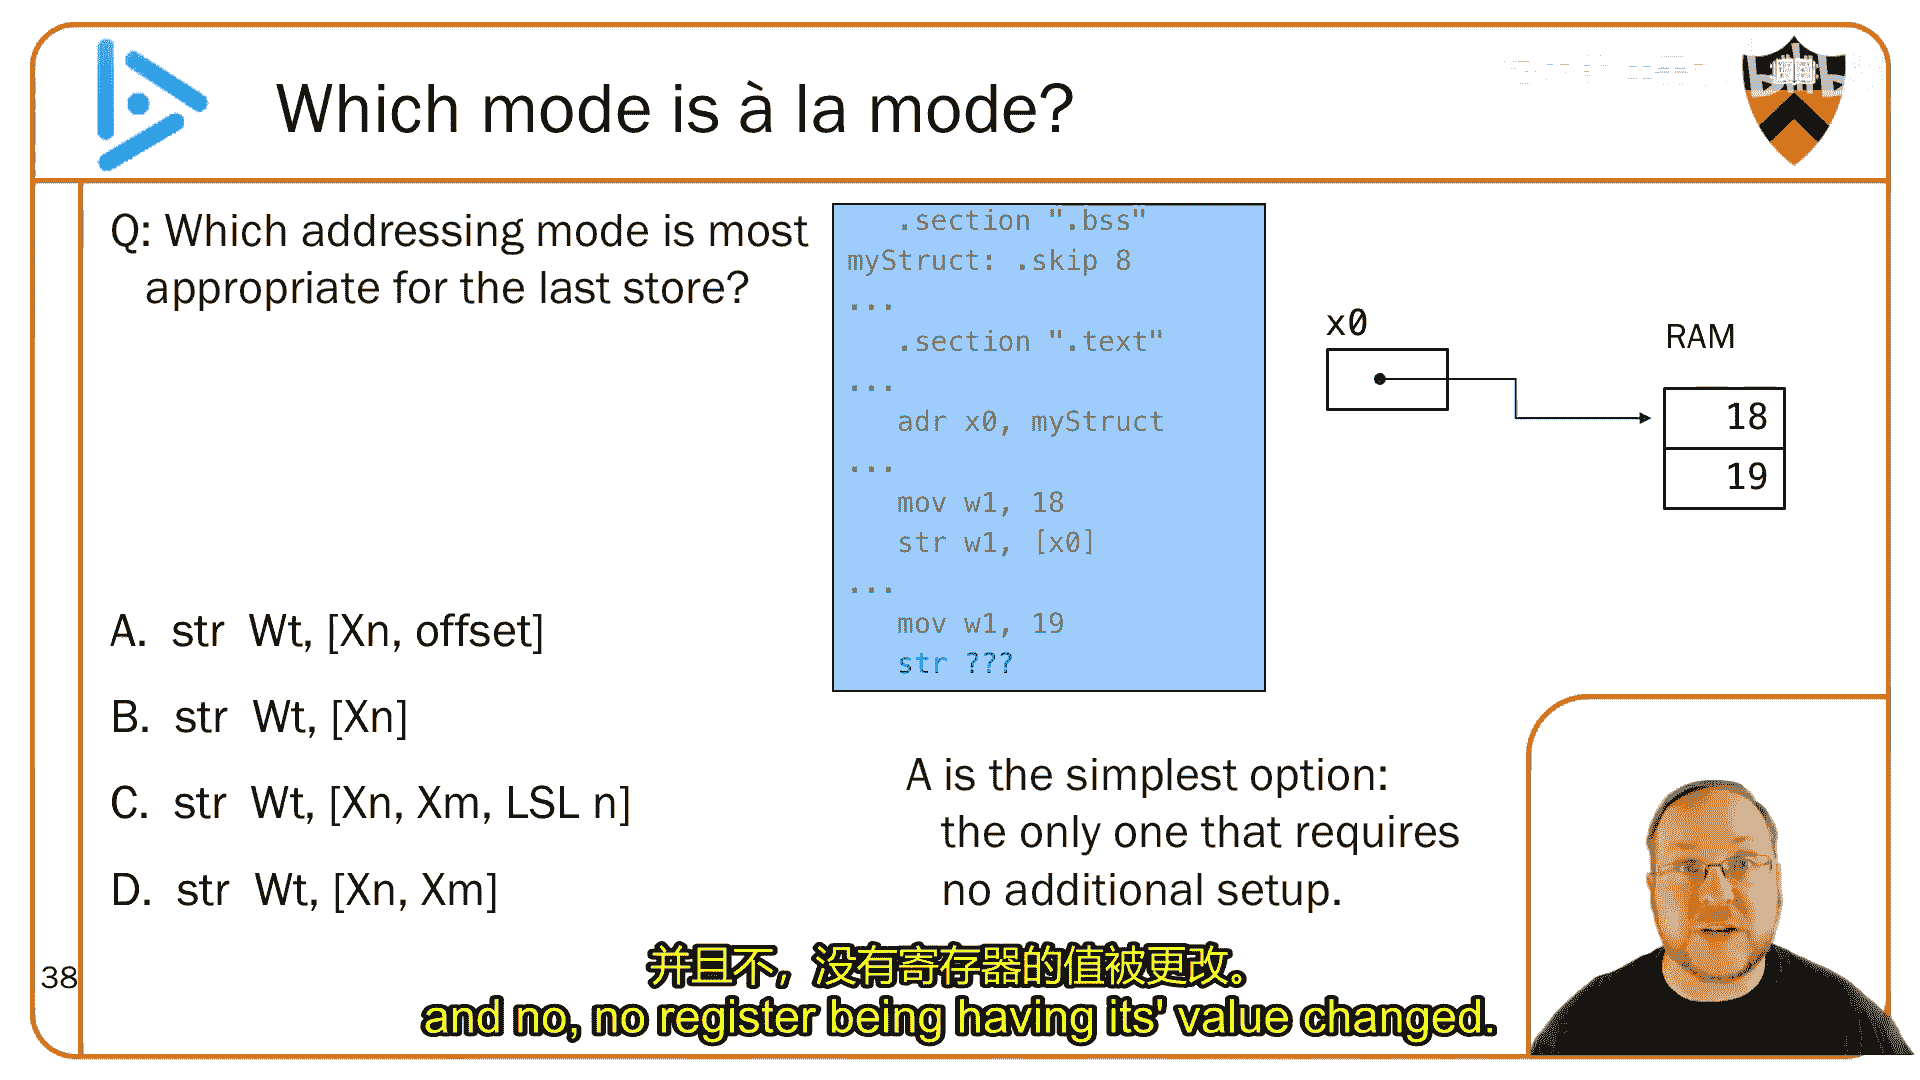 Which mode is à la mode?
Q: Which addressing mode is most
appropriate for the last store?
A. str Wt, [Xn, offset]
B. str Wt, [Xn]
C. str Wt, [Xn, Xm, LSL n]
D. str Wt, [Xn, Xm]
.section ".bss"
myStruct: .skip 8
...
.section ".text"
...
adr x0, myStruct
...
mov w1, 18
str w1, [x0]
...
mov w1, 19
str ???
x0
RAM
18
19
A is the simplest option:
the only one that requires
no additional setup.
38
并且不，没有寄存器的值被更改。
and no, no register being having its' value changed.